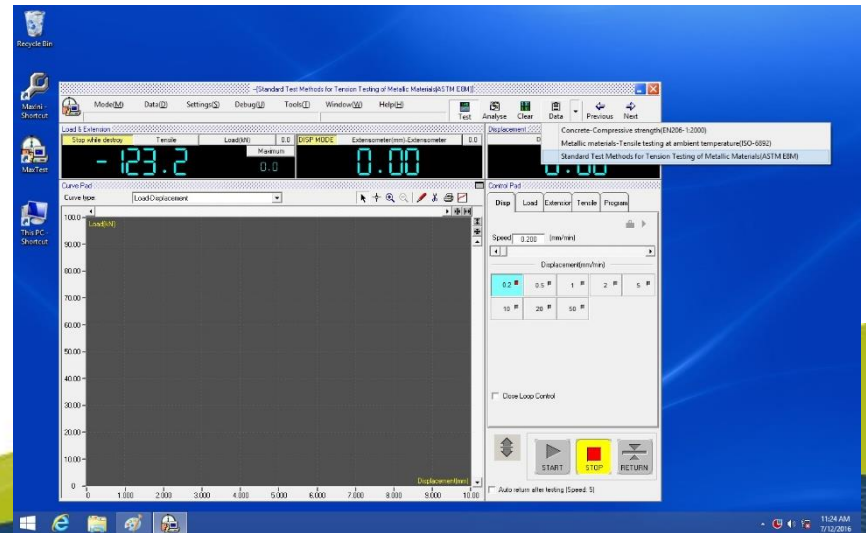 Recycle Bin
Maxini -
Shortcut
MaxTest
This PC -
Shortcut
-[Standard Test Methods for Tension Testing of Metallic Materials(ASTM E8M)]
Mode(M) Data(D) Settings(S) Debug(U) Tools(T) Window(W) Help(H)
Test Analyse Clear Data Previous Next
Concrete-Compressive strength(EN206-1:2000)
Metallic materials-Tensile testing at ambient temperature(ISO-6892)
Standard Test Methods for Tension Testing of Metallic Materials(ASTM E8M)
Load & Extension
Stop while destroy Tensile Load(kN) 0.0 DISP MODE Extensometer(mm)-Extensometer 0.0
Maximum
-123.2 0.0 0.00
Displacement
0.00
Curve Pad
Curve type Load-Displacement
100.0
Load(kN)
90.00
80.00
70.00
60.00
50.00
40.00
30.00
20.00
10.00
0
Displacement(mm)
0 1.000 2.000 3.000 4.000 5.000 6.000 7.000 8.000 9.000 10.00
Control Pad
Disp Load Extension Tensile Program
Speed 0.200 (mm/min)
Displacement(mm/min)
0.2 0.5 1 2 5
10 20 50
Close Loop Control
START STOP RETURN
Auto return after testing (Speed: 5)
11:24 AM
7/12/2016